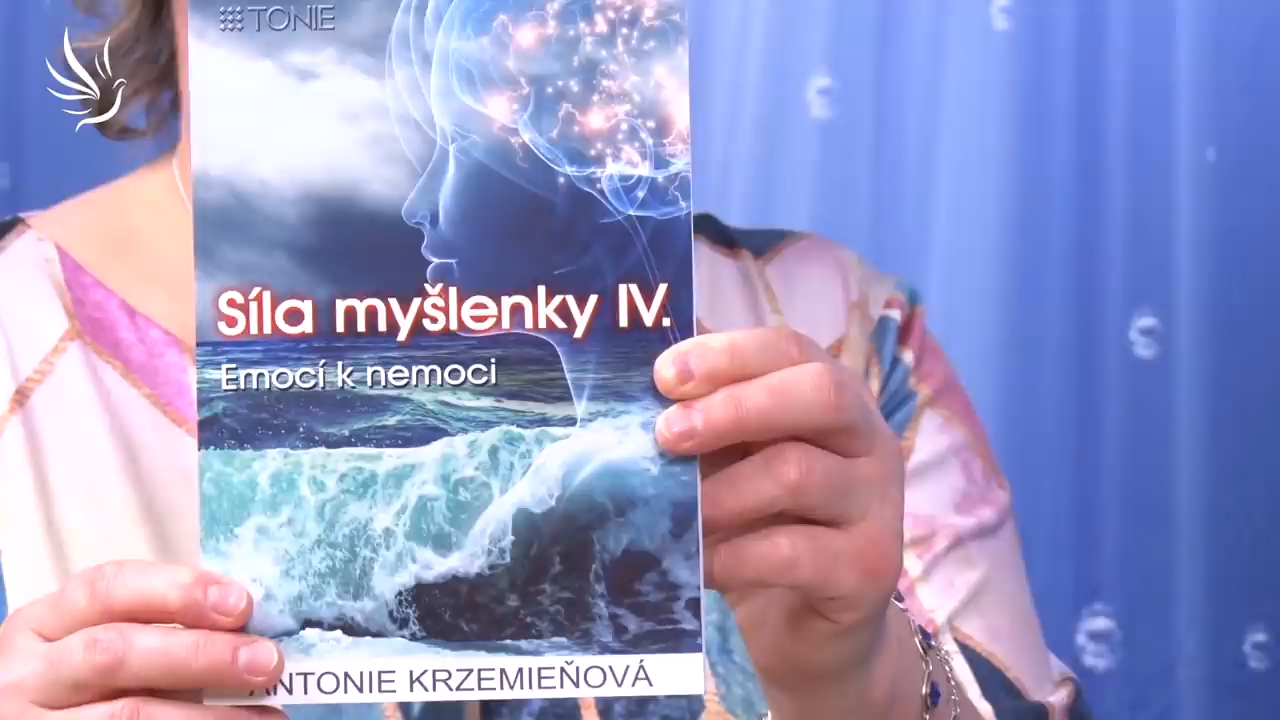 TONIE
Síla myšlenky IV.
Emocí k nemoci
ANTONIE KRZEMIEŇOVÁ